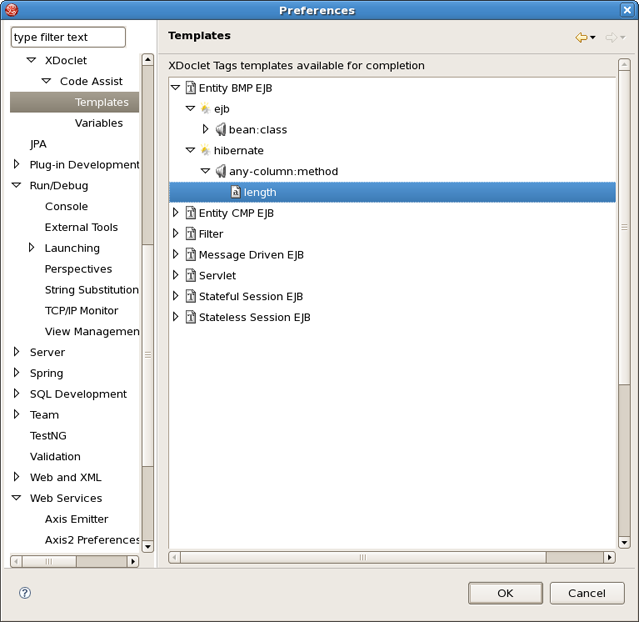 Preferences
type filter text
XDoclet
Code Assist
Templates
Variables
JPA
Plug-in Development
Run/Debug
Console
External Tools
Launching
Perspectives
String Substitution
TCP/IP Monitor
View Managemen
Server
Spring
SQL Development
Team
TestNG
Validation
Web and XML
Web Services
Axis Emitter
Axis2 Preferences
Templates
XDoclet Tags templates available for completion
Entity BMP EJB
ejb
bean:class
hibernate
any-column:method
a length
Entity CMP EJB
Filter
Message Driven EJB
Servlet
Stateful Session EJB
Stateless Session EJB
?
OK
Cancel